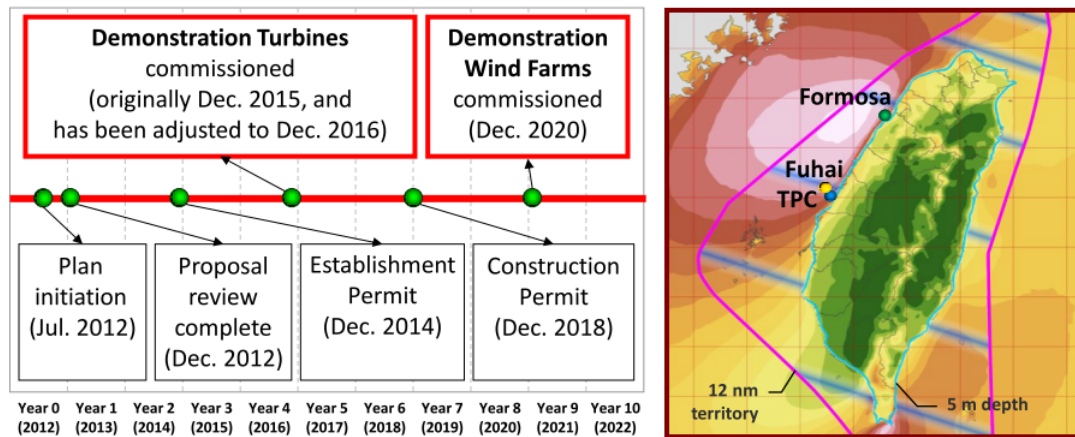 Demonstration Turbines
commissioned
(originally Dec. 2015, and
has been adjusted to Dec. 2016)
Demonstration
Wind Farms
commissioned
(Dec. 2020)
Plan
initiation
(Jul. 2012)
Proposal
review
complete
(Dec. 2012)
Establishment
Permit
(Dec. 2014)
Construction
Permit
(Dec. 2018)
Year 0
(2012)
Year 1
(2013)
Year 2
(2014)
Year 3
(2015)
Year 4
(2016)
Year 5
(2017)
Year 6
(2018)
Year 7
(2019)
Year 8
(2020)
Year 9
(2021)
Year 10
(2022)
Formosa
Fuhai
TPC
12 nm
territory
5 m depth